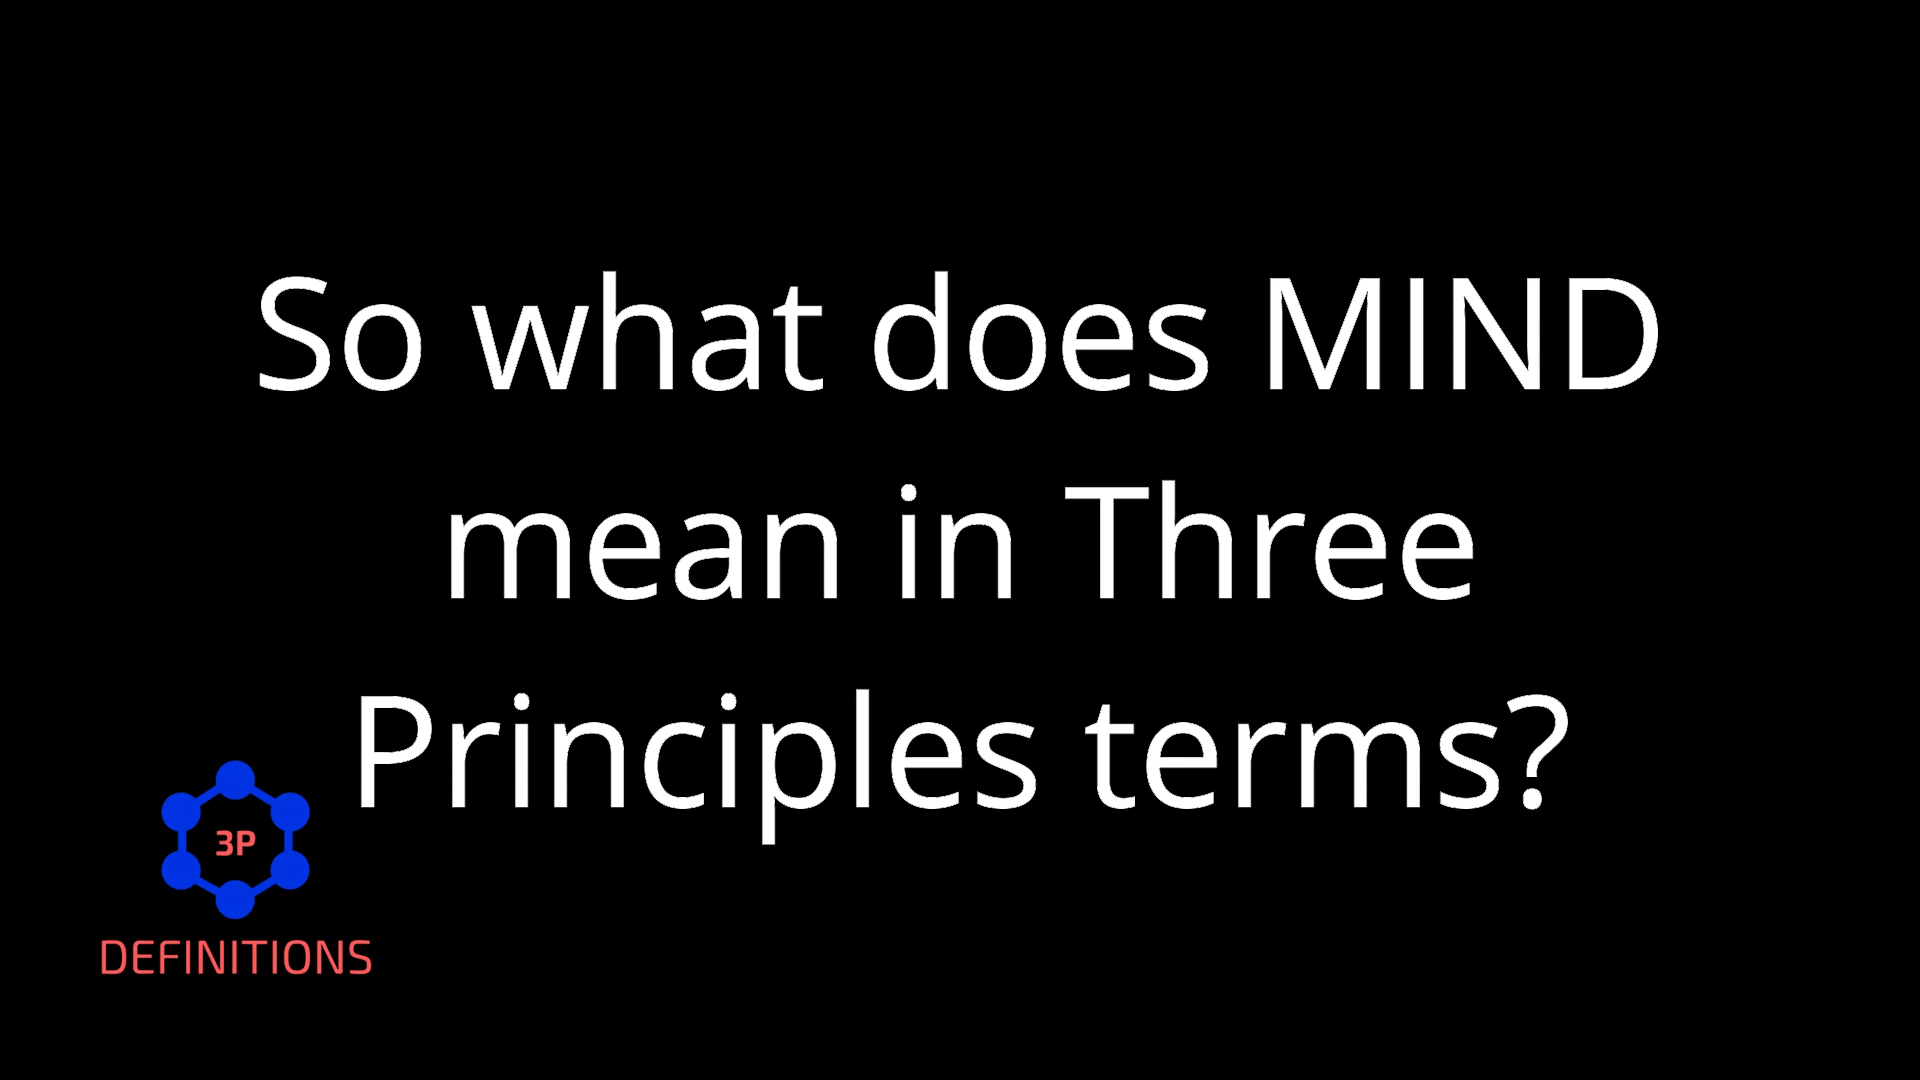 So what does MIND
mean in Three
Principles terms?
3P
DEFINITIONS